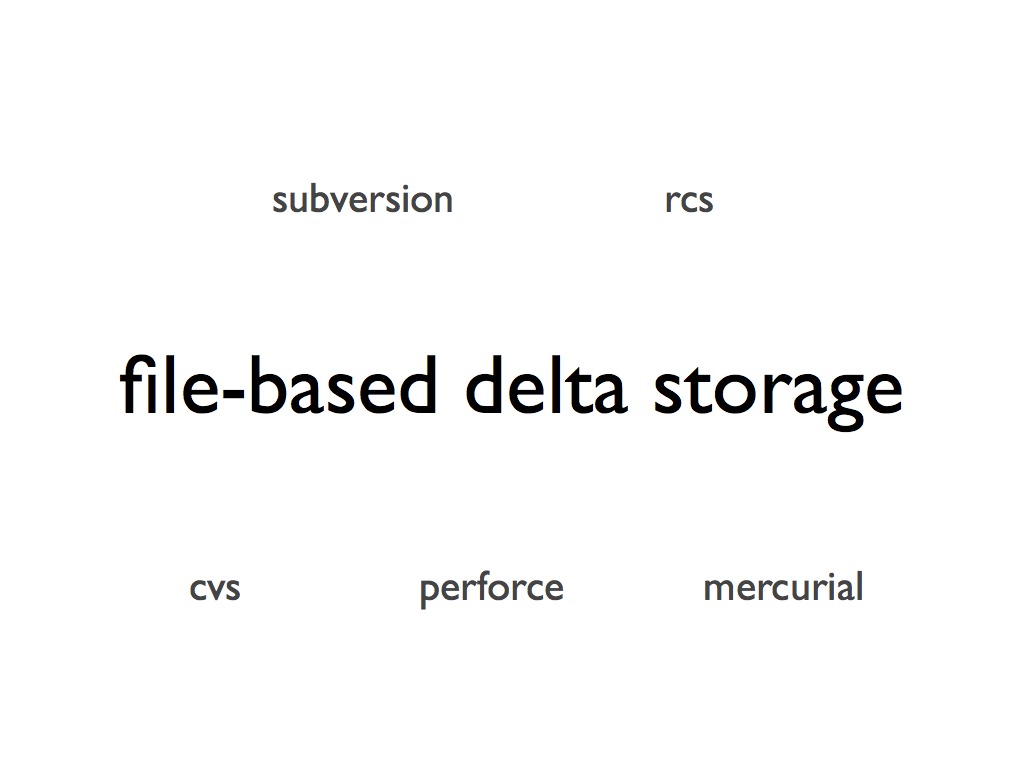 subversion rcs
file-based delta storage
cvs perforce mercurial